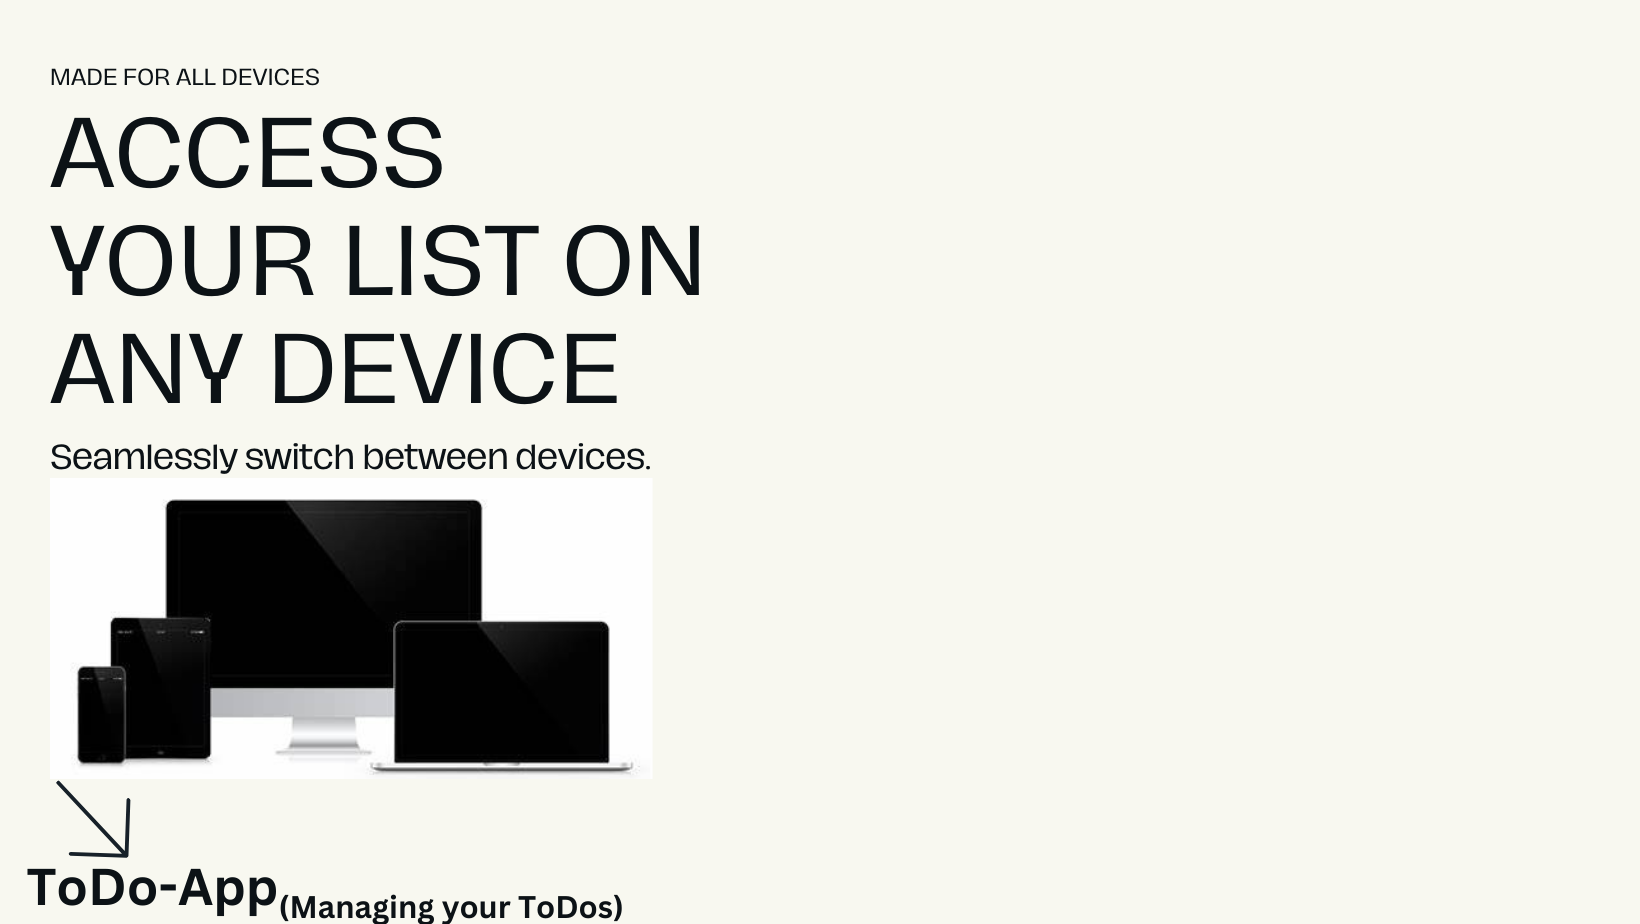 MADE FOR ALL DEVICES
ACCESS
YOUR LIST ON
ANY DEVICE
Seamlessly switch between devices.
ToDo-App(Managing your ToDos)